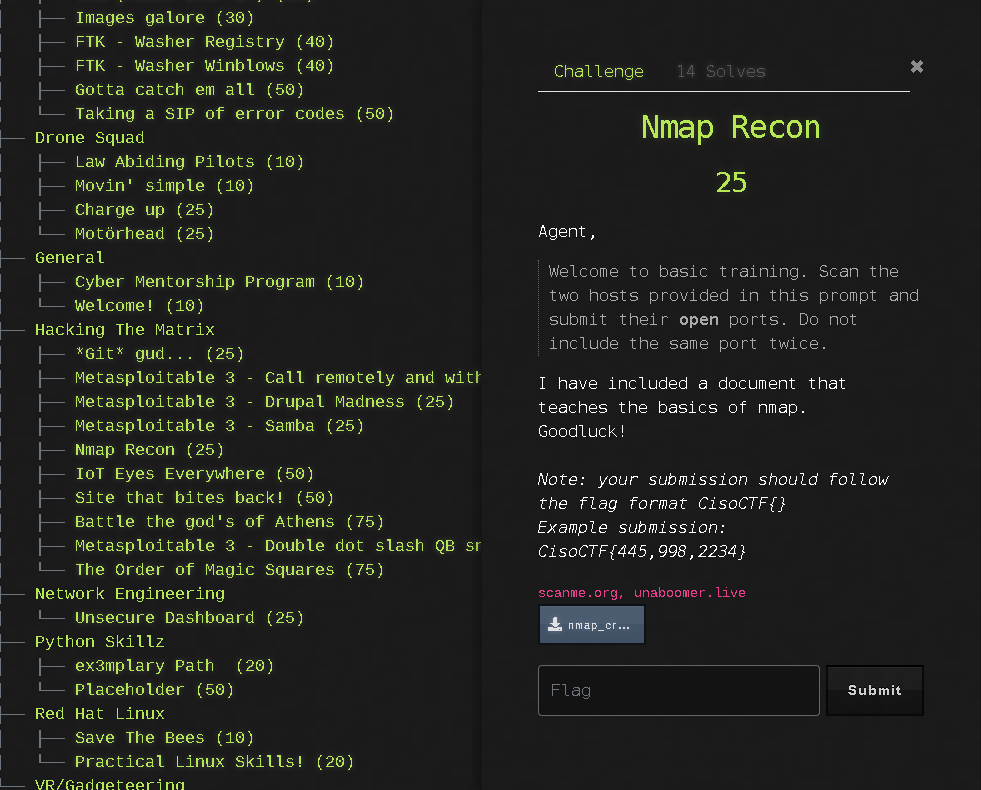 Images galore (30)
FTK - Washer Registry (40)
FTK - Washer Winblows (40)
Gotta catch em all (50)
Taking a SIP of error codes (50)
Drone Squad
Law Abiding Pilots (10)
Movin' simple (10)
Charge up (25)
Motörhead (25)
General
Cyber Mentorship Program (10)
Welcome! (10)
Hacking The Matrix
*Git* gud... (25)
Metasploitable 3 - Call remotely and with
Metasploitable 3 - Drupal Madness (25)
Metasploitable 3 - Samba (25)
Nmap Recon (25)
IoT Eyes Everywhere (50)
Site that bites back! (50)
Battle the god's of Athens (75)
Metasploitable 3 - Double dot slash QB
The Order of Magic Squares (75)
Network Engineering
Unsecure Dashboard (25)
Python Skillz
ex3mplary Path (20)
Placeholder (50)
Red Hat Linux
Save The Bees (10)
Practical Linux Skills! (20)
VR/Gadgeteering
Challenge 14 Solves ✖
Nmap Recon
25
Agent,
Welcome to basic training. Scan the
two hosts provided in this prompt and
submit their open ports. Do not
include the same port twice.
I have included a document that
teaches the basics of nmap.
Goodluck!
Note: your submission should follow
the flag format CisoCTF{}
Example submission:
CisoCTF{445,998,2234}
scanme.org, unaboomer.live
nmap_cr...
Flag
Submit